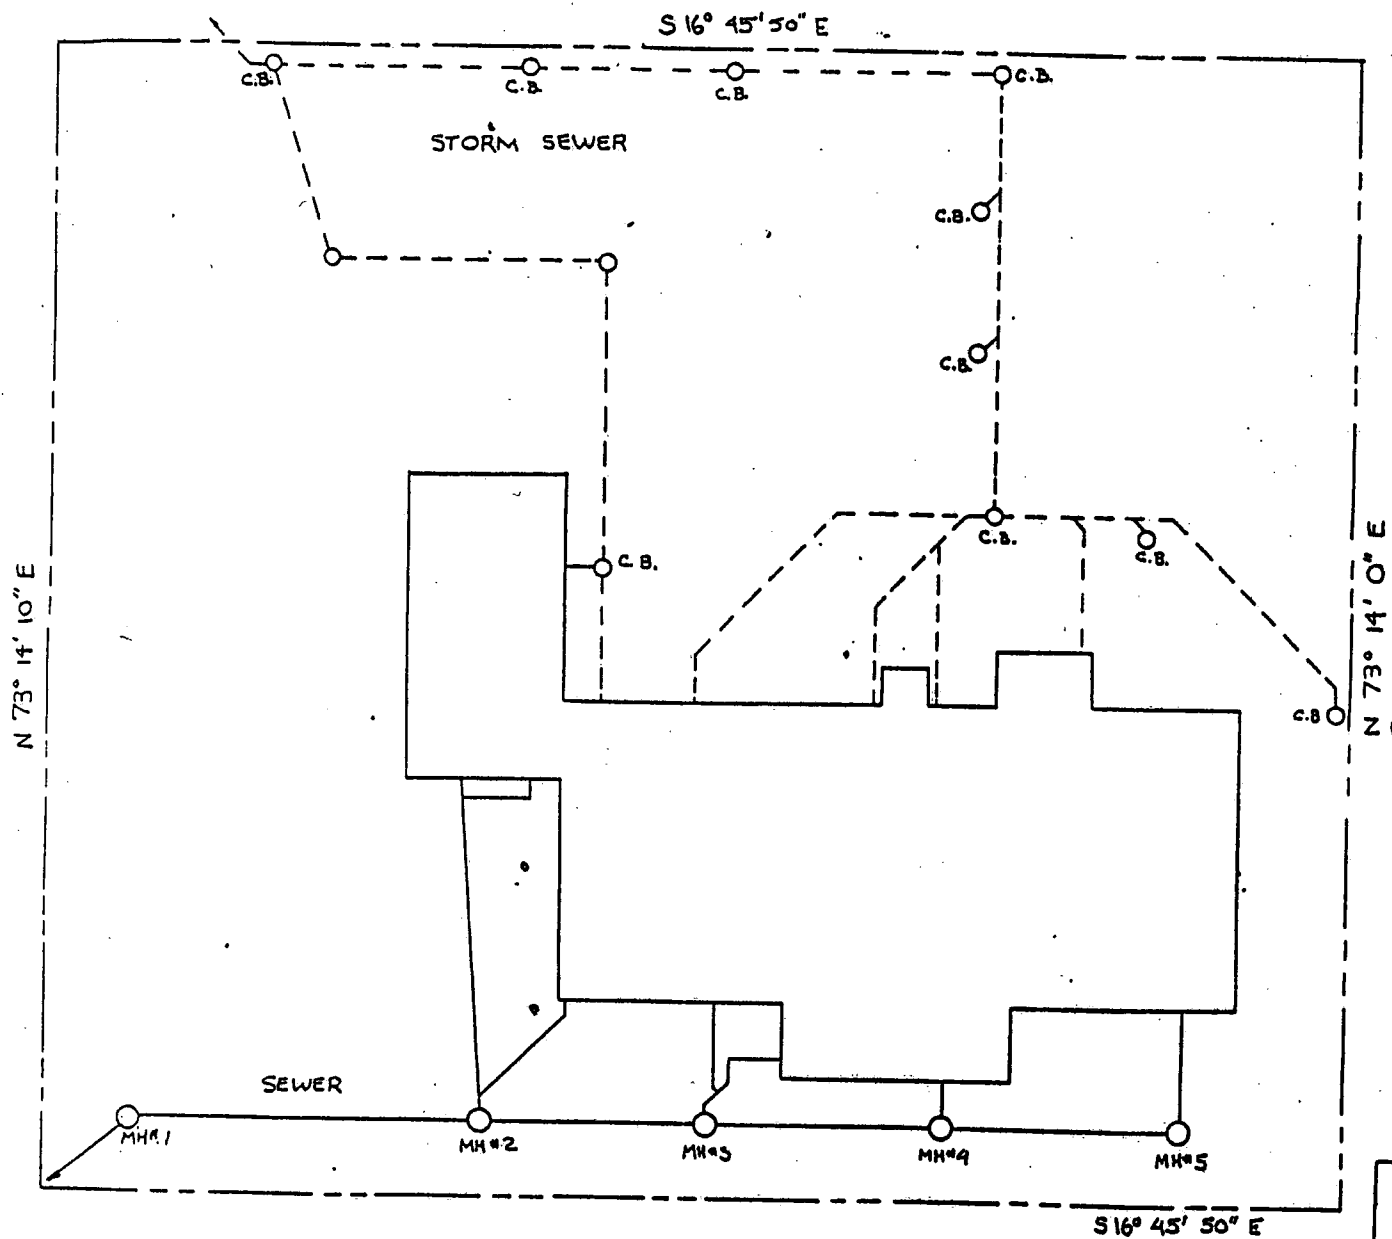 S 16° 45' 50" E
C.B.
C.B.
C.B.
C.B.
STORM SEWER
C.B.
C.B.
C.B.
C.B.
C.B.
C.B
N 73° 14' 10" E
N 73° 14' 0" E
SEWER
MH#1
MH#2
MH#3
MH#4
MH#5
S 16° 45' 50" E